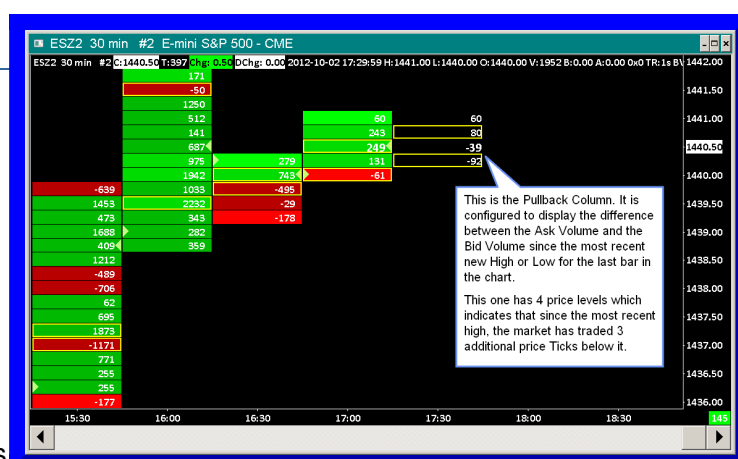 ESZ2 30 min #2 E-mini S&P 500 - CME
ESZ2 30 min #2 C:1440.50 T:397 Chg: 0.50 DChg: 0.00 2012-10-02 17:29:59 H:1441.00 L:1440.00 O:1440.00 V:1952 B:0.00 A:0.00 0x0 TR:1s BV 1442.00
171
-50 1441.50
1250
512 60 60 1441.00
141 243 80
687 249 -39 1440.50
975 279 131 -92
1942 743 -61 1440.00
-639 1033 -495
1453 2232 -29 1439.50
473 343 -178
1688 282 1439.00
409 359
1212 1438.50
-489
-706 1438.00
62
695 1437.50
1873
-1171 1437.00
771
255 1436.50
255
-177 1436.00
This is the Pullback Column. It is
configured to display the difference
between the Ask Volume and the
Bid Volume since the most recent
new High or Low for the last bar in
the chart.
This one has 4 price levels which
indicates that since the most recent
high, the market has traded 3
additional price Ticks below it.
15:30 16:00 16:30 17:00 17:30 18:00 18:30 145
s